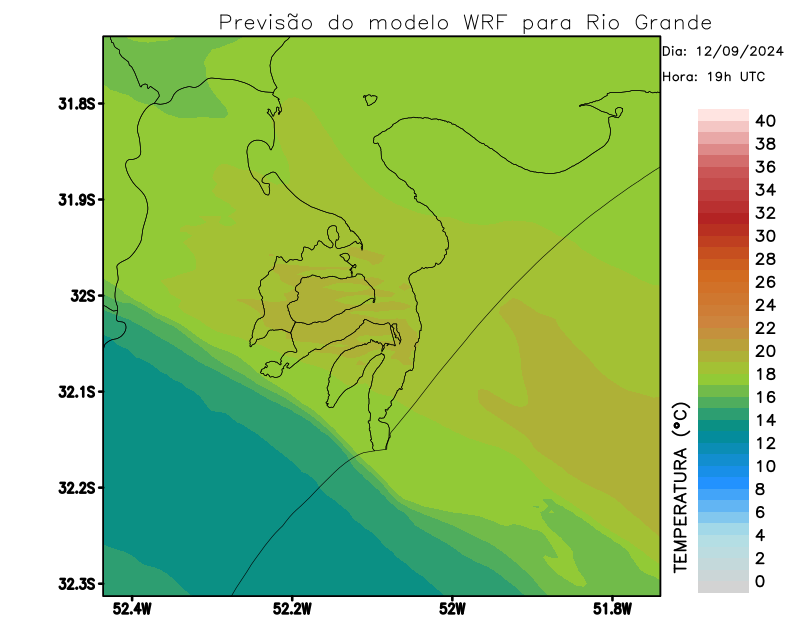 Previsão do modelo WRF para Rio Grande
Dia: 12/09/2024
Hora: 19h UTC
31.8S
31.9S
32S
32.1S
32.2S
32.3S
52.4W
52.2W
52W
51.8W
TEMPERATURA (°C)
40
38
36
34
32
30
28
26
24
22
20
18
16
14
12
10
8
6
4
2
0